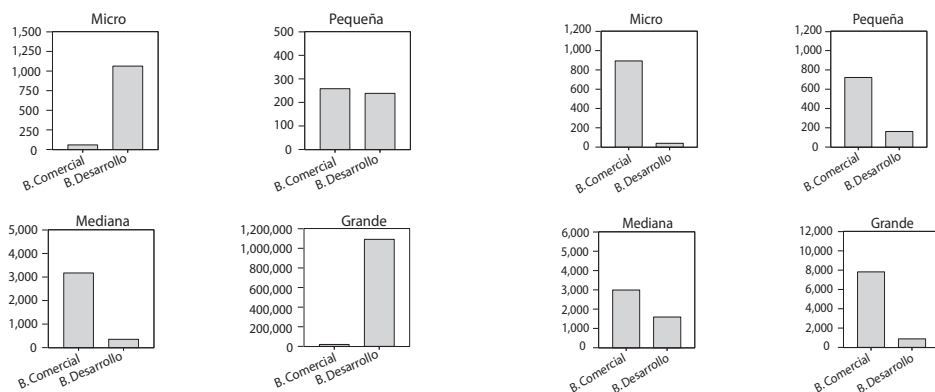 Micro
1,500
1,250
1,000
750
500
250
0
B. Comercial
B. Desarrollo
Pequeña
500
400
300
200
100
0
B. Comercial
B. Desarrollo
Micro
1,200
1,000
800
600
400
200
0
B. Comercial
B. Desarrollo
Pequeña
1,200
1,000
800
600
400
200
0
B. Comercial
B. Desarrollo
Mediana
5,000
4,000
3,000
2,000
1,000
0
B. Comercial
B. Desarrollo
Grande
1,200,000
1,000,000
800,000
600,000
400,000
200,000
0
B. Comercial
B. Desarrollo
Mediana
6,000
5,000
4,000
3,000
2,000
1,000
0
B. Comercial
B. Desarrollo
Grande
12,000
10,000
8,000
6,000
4,000
2,000
0
B. Comercial
B. Desarrollo